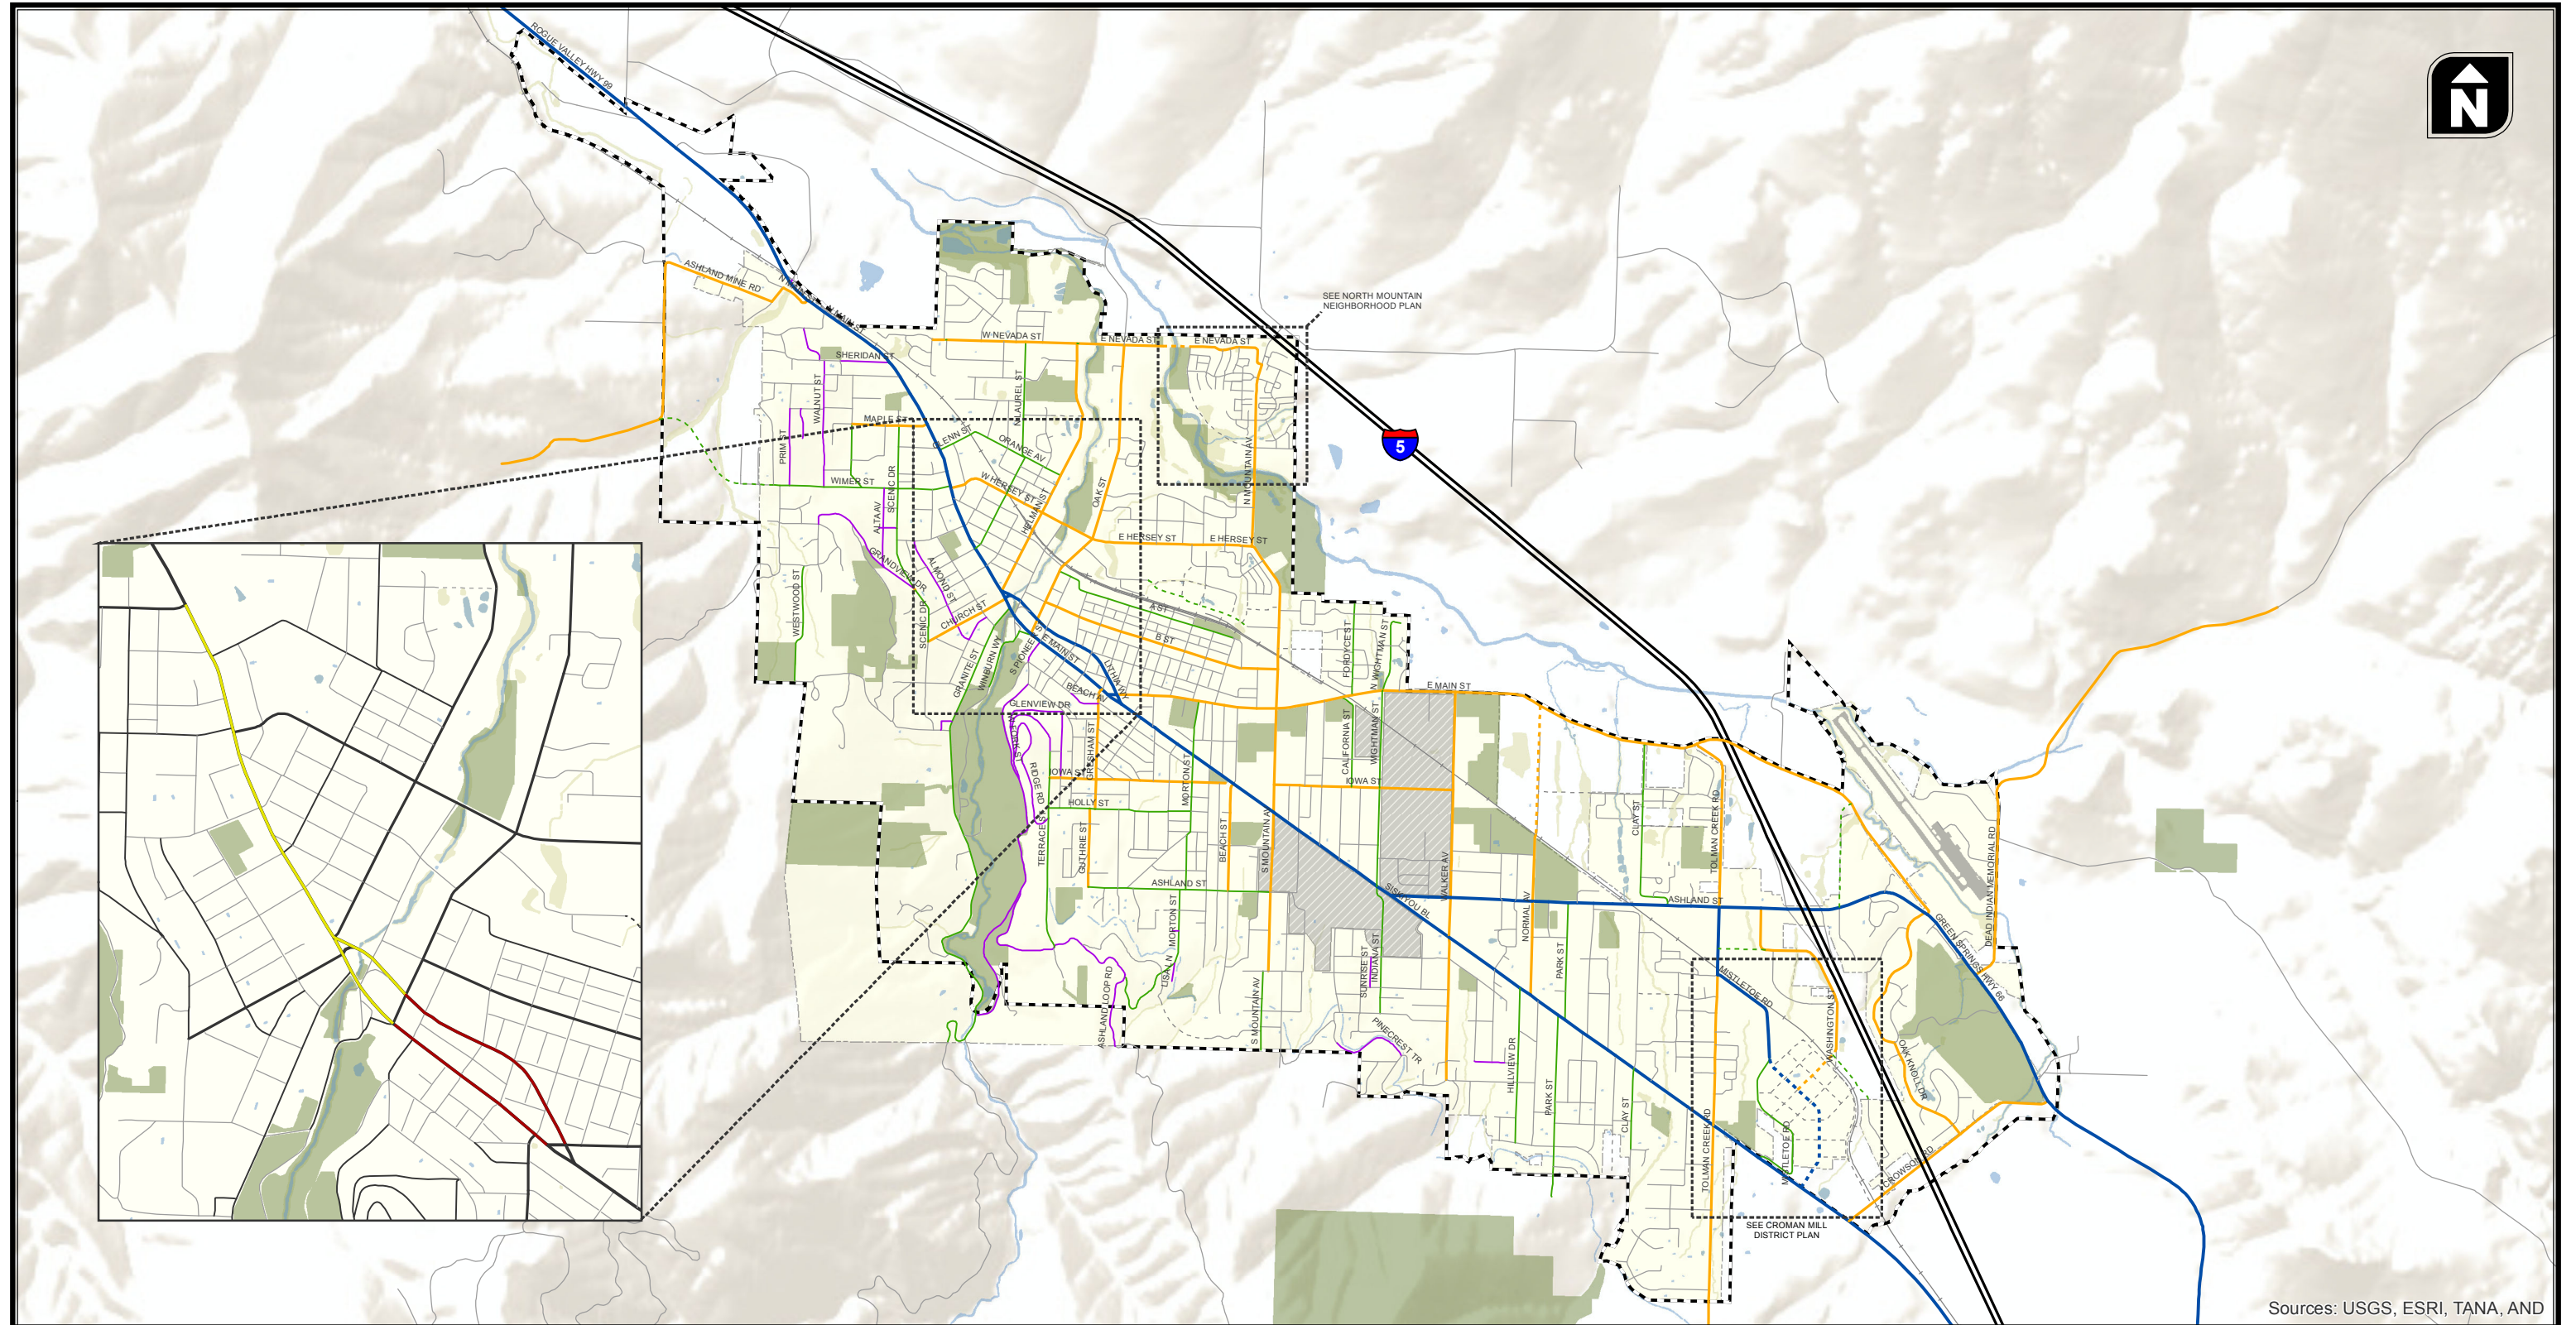 ROGUE VALLEY HWY 99
N
SEE NORTH MOUNTAIN
NEIGHBORHOOD PLAN
ASHLAND MINE RD
N MAIN ST
W NEVADA ST
E NEVADA ST
E NEVADA ST
SHERIDAN ST
WALNUT ST
N LAUREL ST
MAPLE ST
GLENN ST
ORANGE AV
PRIM ST
SCENIC DR
WIMER ST
W HERSEY ST
HELMAN ST
OAK ST
N MOUNTAIN AV
5
ALTA AV
E HERSEY ST
E HERSEY ST
GRANDVIEW DR
ALMOND ST
WESTWOOD ST
SCENIC DR
CHURCH ST
A ST
B ST
E MAIN ST
LITHIA WY
GRANITE ST
WINBURN WY
S PIONEER ST
FORDYCE ST
N WIGHTMAN ST
BEACH AV
E MAIN ST
GLENVIEW DR
GRESHAM ST
CALIFORNIA ST
WIGHTMAN ST
IOWA ST
IOWA ST
RIDGE RD
HOLLY ST
MORTON ST
TERRACE ST
GUTHRIE ST
BEACH ST
S MOUNTAIN AV
CLAY ST
TOLMAN CREEK RD
DEAD INDIAN MEMORIAL RD
ASHLAND ST
WALKER AV
SISKIYOU BL
ASHLAND ST
NORMAL AV
MORTON ST
LISA LN
PARK ST
GREEN SPRINGS HWY 66
SUNRISE ST
INDIANA ST
MISTLETOE RD
ASHLAND LOOP RD
S MOUNTAIN AV
PINECREST TR
WASHINGTON ST
OAK KNOLL DR
HILLVIEW DR
PARK ST
CLAY ST
TOLMAN CREEK RD
MISTLETOE RD
CROWSON RD
SEE CROMAN MILL
DISTRICT PLAN
Sources: USGS, ESRI, TANA, AND